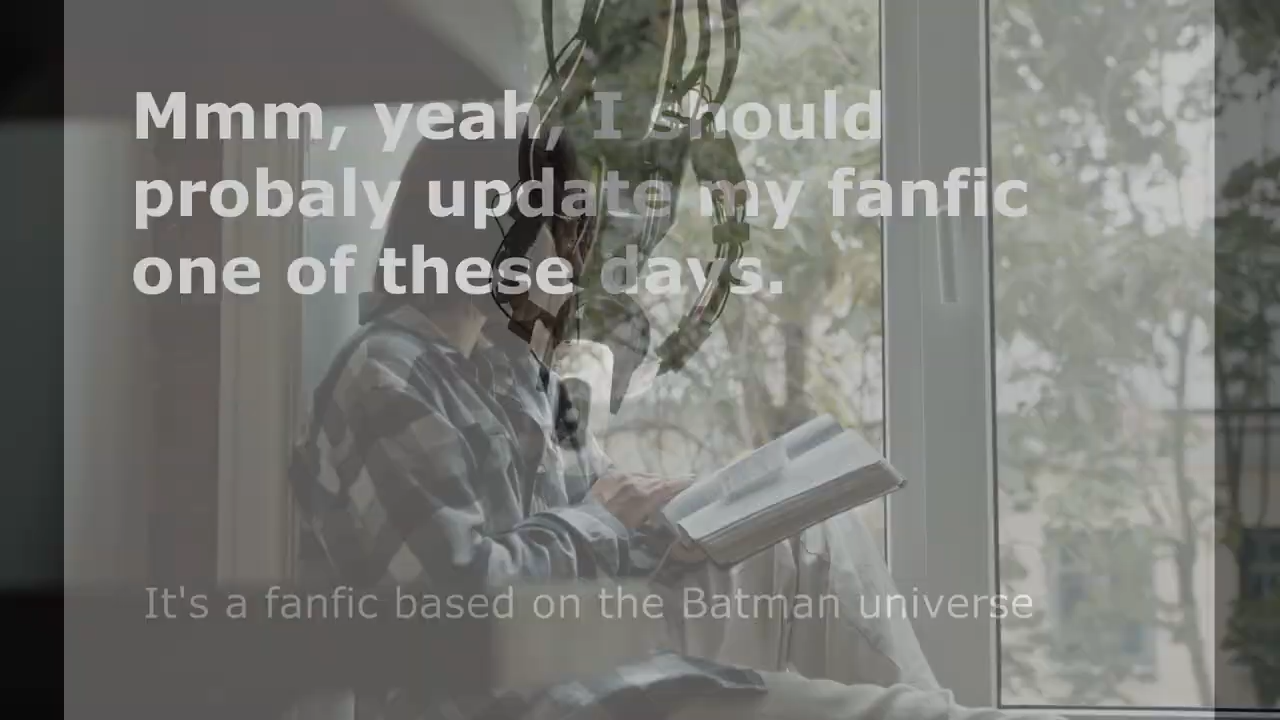 Mmm, yeah, I should
probaly update my fanfic
one of these days.
It's a fanfic based on the Batman universe